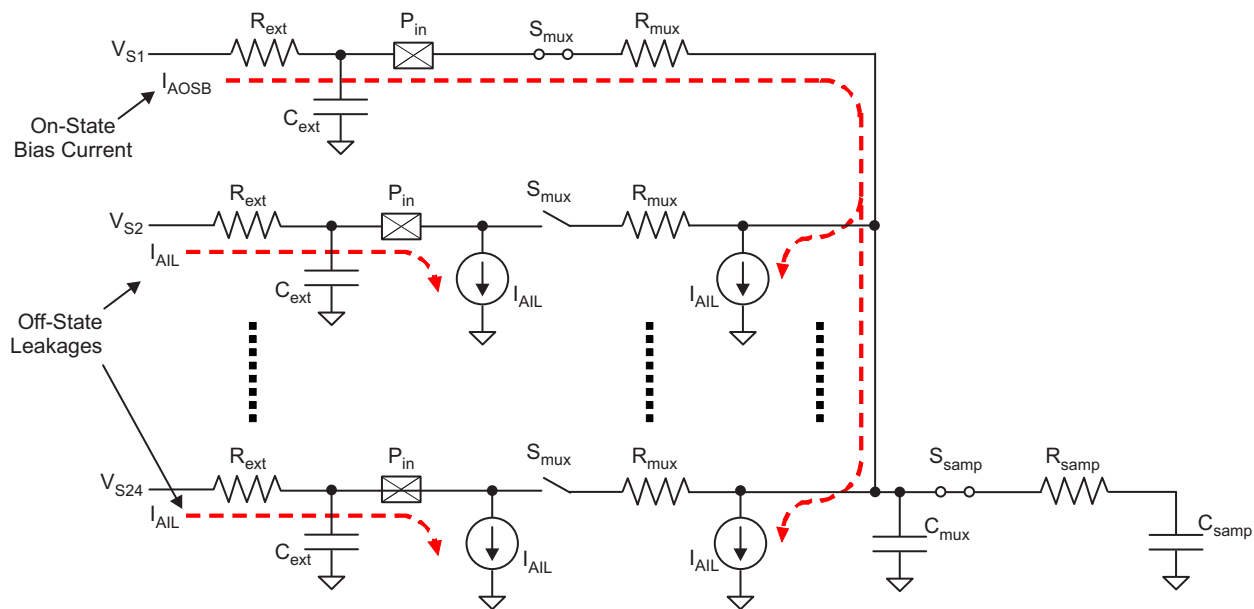 R_ext P_in S_mux R_mux
V_S1
I_AOSB
C_ext
On-State
Bias Current
R_ext P_in S_mux R_mux
V_S2
I_AIL
C_ext I_AIL I_AIL
Off-State
Leakages
R_ext P_in S_mux R_mux S_samp R_samp
V_S24
I_AIL
C_ext I_AIL I_AIL C_mux C_samp